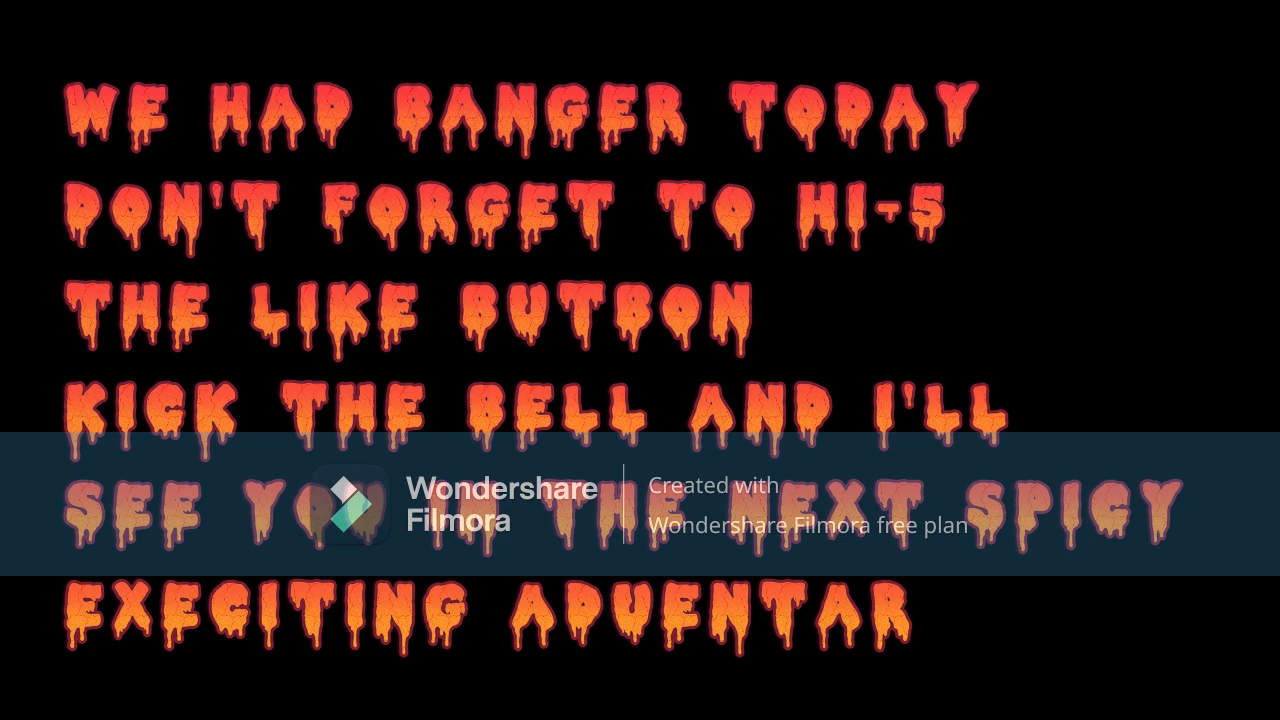 WE HAD BANGER TODAY
DON'T FORGET TO HI-5
THE LIKE BUTBON
KICK THE BELL AND I'LL
SEE YOU IN THE NEXT SPICY
EXECITING ADUENTAR
Wondershare
Filmora
Created with
Wondershare Filmora free plan